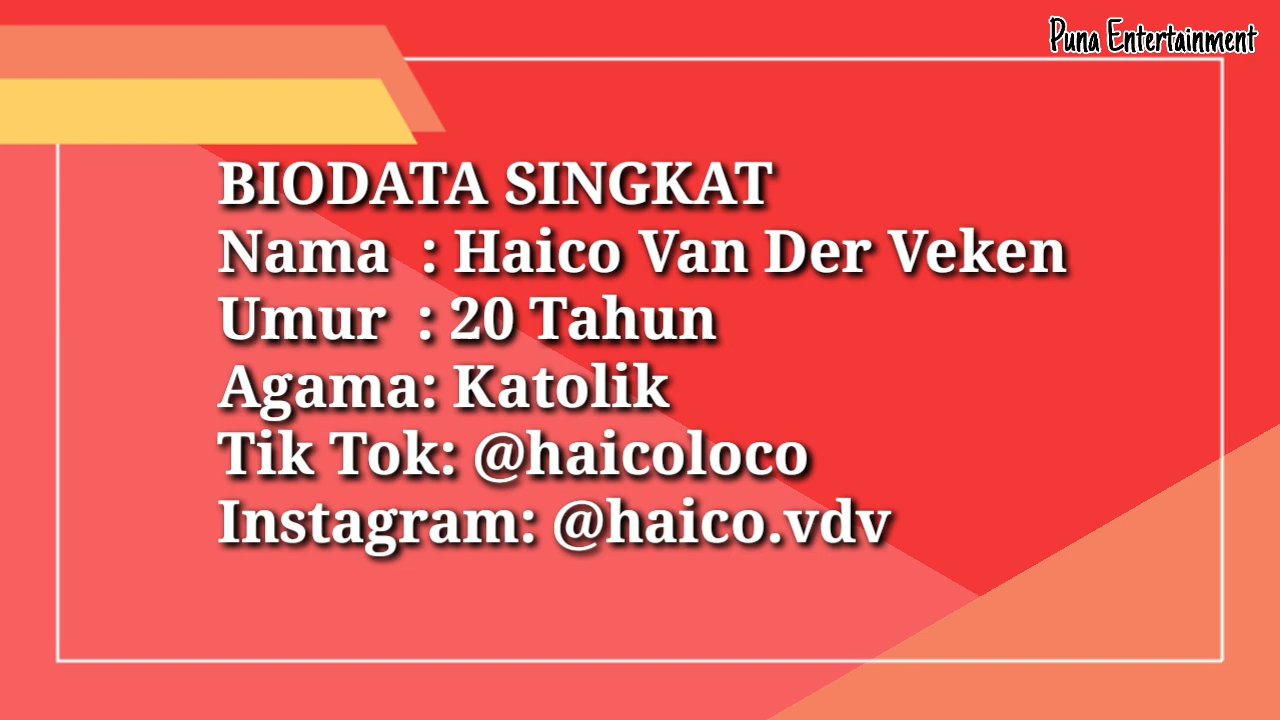 Puna Entertainment
BIODATA SINGKAT
Nama : Haico Van Der Veken
Umur : 20 Tahun
Agama: Katolik
Tik Tok: @haicoloco
Instagram: @haico.vdv